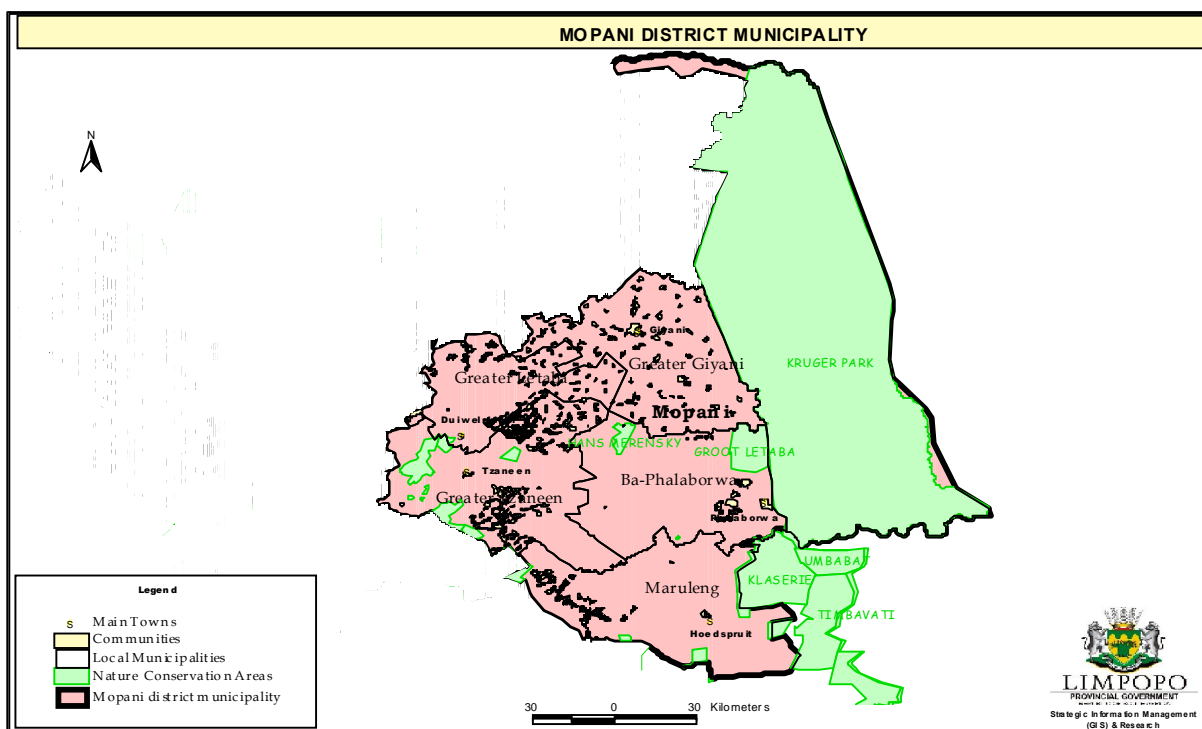 MOPANI DISTRICT MUNICIPALITY
N
Giyani
Greater Giyani
KRUGER PARK
Greater Letaba
Mopani
HANS MERENSKY
GROOT LETABA
Tzaneen
Ba-Phalaborwa
Greater Tzaneen
Phalaborwa
UMBABAT
KLASERIE
Maruleng
TIMBAVATI
Hoedspruit
Legend
S Main Towns
Communities
Local Municipalities
Nature Conservation Areas
Mopani district municipality
30 0 30 Kilometers
LIMPOPO
PROVINCIAL GOVERNMENT
Strategic Information Management
(GIS) & Research